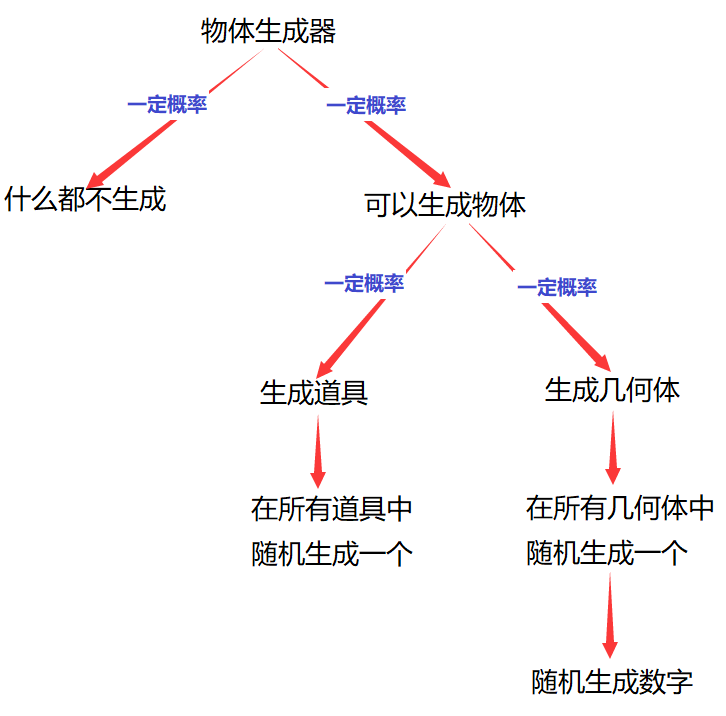 物体生成器
一定概率
一定概率
什么都不生成
可以生成物体
一定概率
一定概率
生成道具
生成几何体
在所有道具中
随机生成一个
在所有几何体中
随机生成一个
随机生成数字